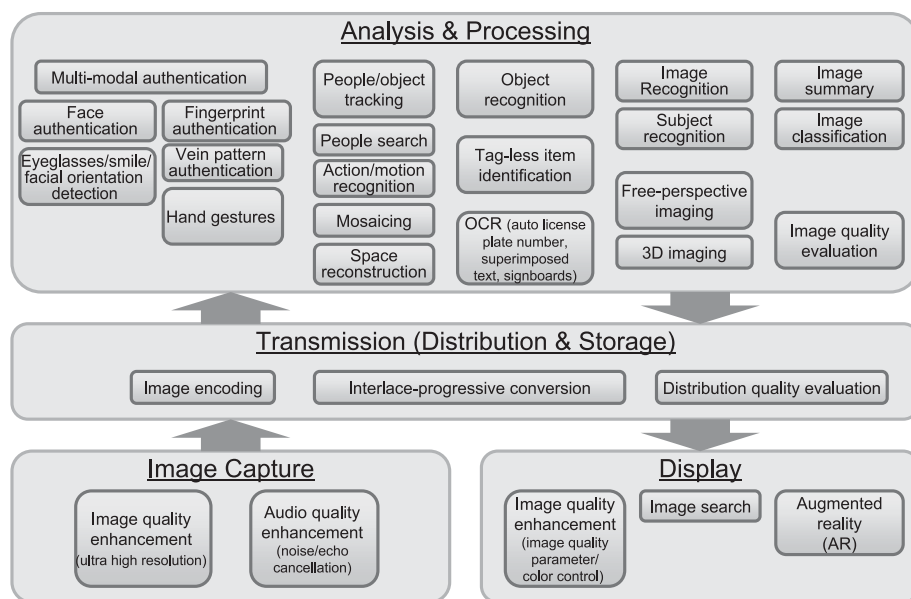 Analysis & Processing
Multi-modal authentication
Face
authentication
Fingerprint
authentication
Eyeglasses/smile/
facial orientation
detection
Vein pattern
authentication
Hand gestures
People/object
tracking
People search
Action/motion
recognition
Mosaicing
Space
reconstruction
Object
recognition
Tag-less item
identification
OCR (auto license
plate number,
superimposed
text, signboards)
Image
Recognition
Subject
recognition
Free-perspective
imaging
3D imaging
Image
summary
Image
classification
Image quality
evaluation
Transmission (Distribution & Storage)
Image encoding
Interlace-progressive conversion
Distribution quality evaluation
Image Capture
Image quality
enhancement
(ultra high resolution)
Audio quality
enhancement
(noise/echo
cancellation)
Display
Image quality
enhancement
(image quality
parameter/
color control)
Image search
Augmented
reality
(AR)